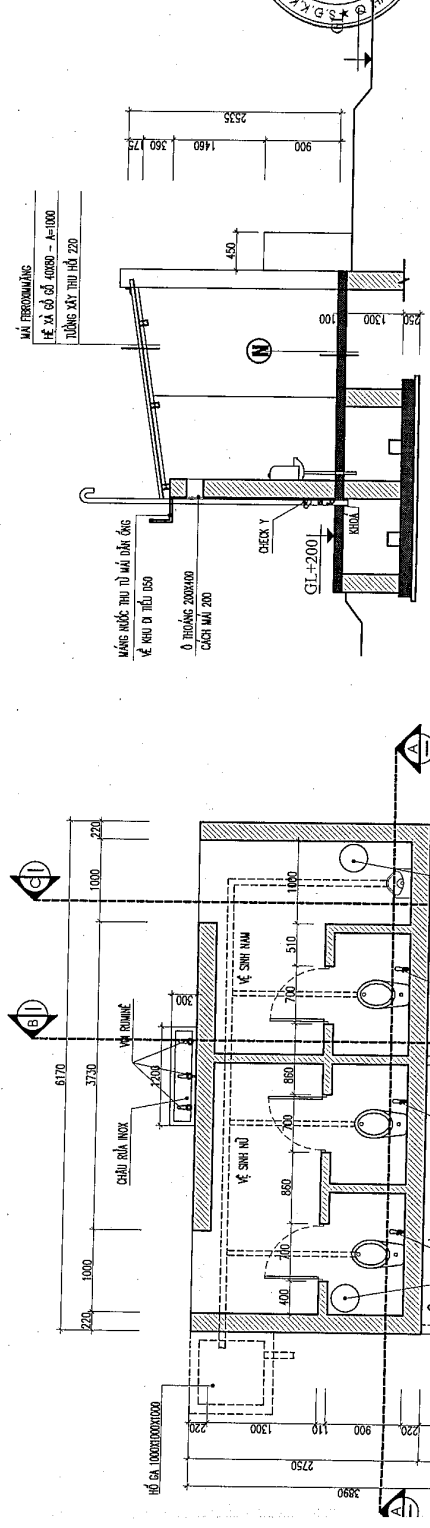 MÁI FIBROXIMMĂNG
HỆ XÀ GỒ GỖ 40X80 - A=1000
TƯỜNG XÂY THU HỒI 220
MÁNG NƯỚC THU TỪ MÁI DẪN ỐNG
VỀ KHU ĐI TIỂU D50
Ô THOÁNG 200X400
CÁCH MÁI 200
CHECK Y
GL+200
KHOÁ
N
450
175
360
1460
900
2535
100
1300
250
S.Đ.K.K
C
B
A
A
6170
220
1000
3730
1000
220
CHẬU RỬA INOX
VÒI RUMINÊ
1200
300
HỐ GA 1000X1000X1000
VỆ SINH NỮ
VỆ SINH NAM
400
700
860
700
860
700
510
1000
220
1300
110
900
220
2750
3890